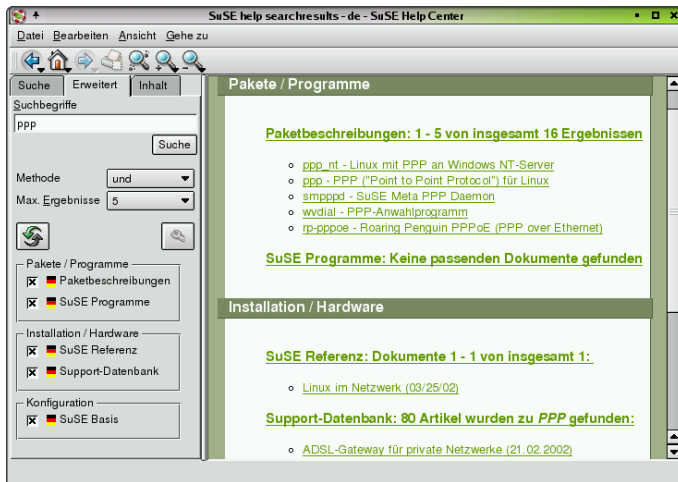 SuSE help searchresults - de - SuSE Help Center
Datei Bearbeiten Ansicht Gehe zu
Suche Erweitert Inhalt
Suchbegriffe
ppp
Suche
Methode und
Max. Ergebnisse 5
Pakete / Programme
Paketbeschreibungen
SuSE Programme
Installation / Hardware
SuSE Referenz
Support-Datenbank
Konfiguration
SuSE Basis
Pakete / Programme
Paketbeschreibungen: 1 - 5 von insgesamt 16 Ergebnissen
ppp_nt - Linux mit PPP an Windows NT-Server
ppp - PPP ("Point to Point Protocol") für Linux
smpppd - SuSE Meta PPP Daemon
wvdial - PPP-Anwahlprogramm
rp-pppoe - Roaring Penguin PPPoE (PPP over Ethernet)
SuSE Programme: Keine passenden Dokumente gefunden
Installation / Hardware
SuSE Referenz: Dokumente 1 - 1 von insgesamt 1:
Linux im Netzwerk (03/25/02)
Support-Datenbank: 80 Artikel wurden zu PPP gefunden:
ADSL-Gateway für private Netzwerke (21.02.2002)